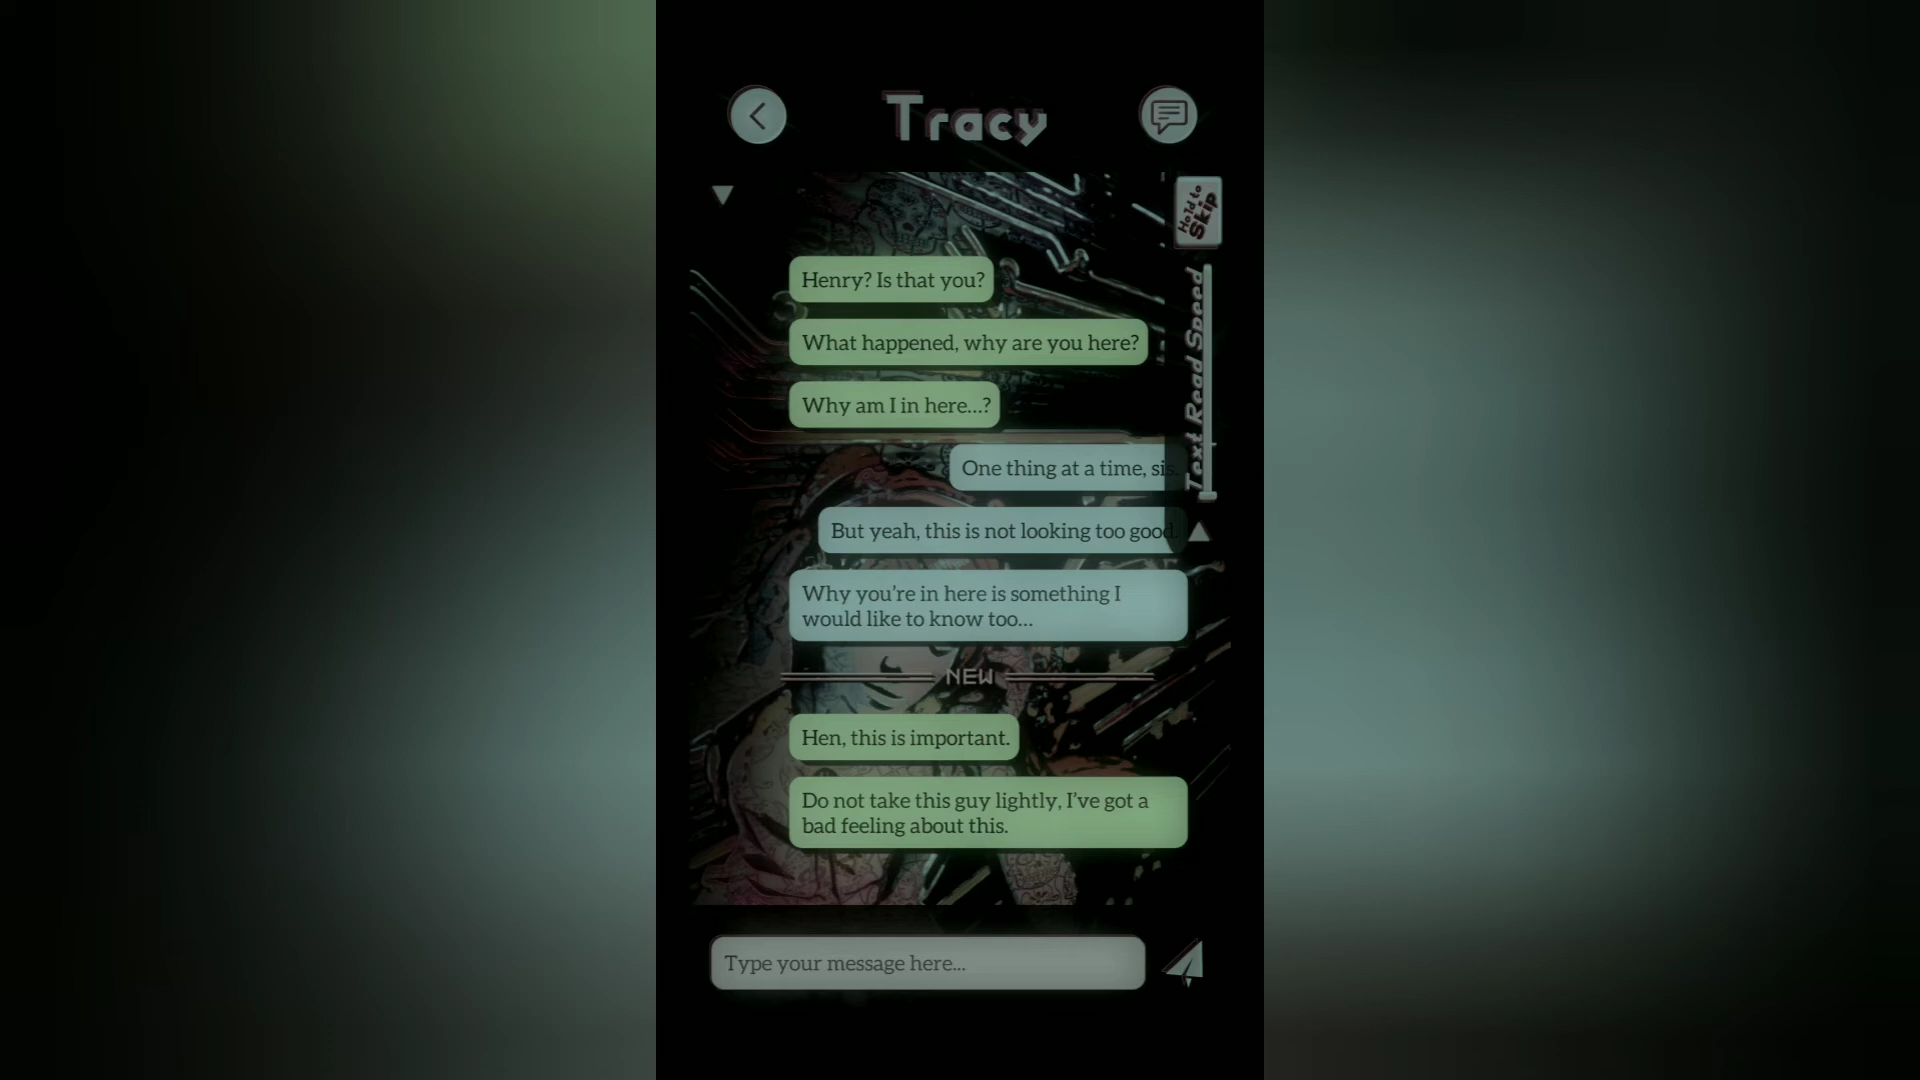 Tracy
Hold to
Skip
Henry? Is that you?
What happened, why are you here?
Why am I in here...?
Text Read Speed
One thing at a time, sis.
But yeah, this is not looking too good.
Why you're in here is something I
would like to know too...
NEW
Hen, this is important.
Do not take this guy lightly, I've got a
bad feeling about this.
Type your message here...